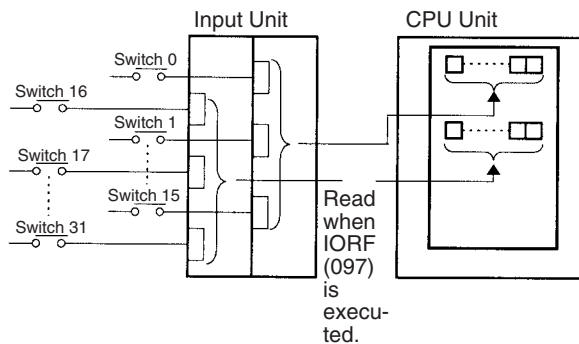 Input Unit
CPU Unit
Switch 0
Switch 16
Switch 1
Switch 17
Switch 15
Switch 31
Read
when
IORF
(097)
is
execu-
ted.